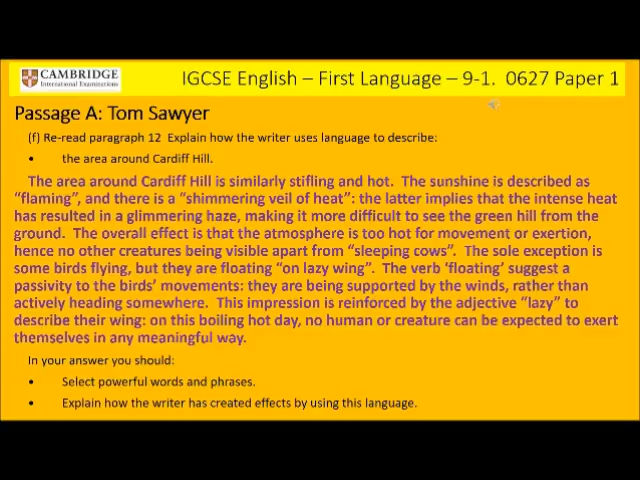 CAMBRIDGE
International Examinations
IGCSE English – First Language – 9-1.  0627 Paper 1
Passage A: Tom Sawyer
(f) Re-read paragraph 12  Explain how the writer uses language to describe:
• the area around Cardiff Hill.
The area around Cardiff Hill is similarly stifling and hot.  The sunshine is described as
“flaming”, and there is a “shimmering veil of heat”: the latter implies that the intense heat
has resulted in a glimmering haze, making it more difficult to see the green hill from the
ground.  The overall effect is that the atmosphere is too hot for movement or exertion,
hence no other creatures being visible apart from “sleeping cows”.  The sole exception is
some birds flying, but they are floating “on lazy wing”.  The verb ‘floating’ suggest a
passivity to the birds’ movements: they are being supported by the winds, rather than
actively heading somewhere.  This impression is reinforced by the adjective “lazy” to
describe their wing: on this boiling hot day, no human or creature can be expected to exert
themselves in any meaningful way.
In your answer you should:
• Select powerful words and phrases.
• Explain how the writer has created effects by using this language.